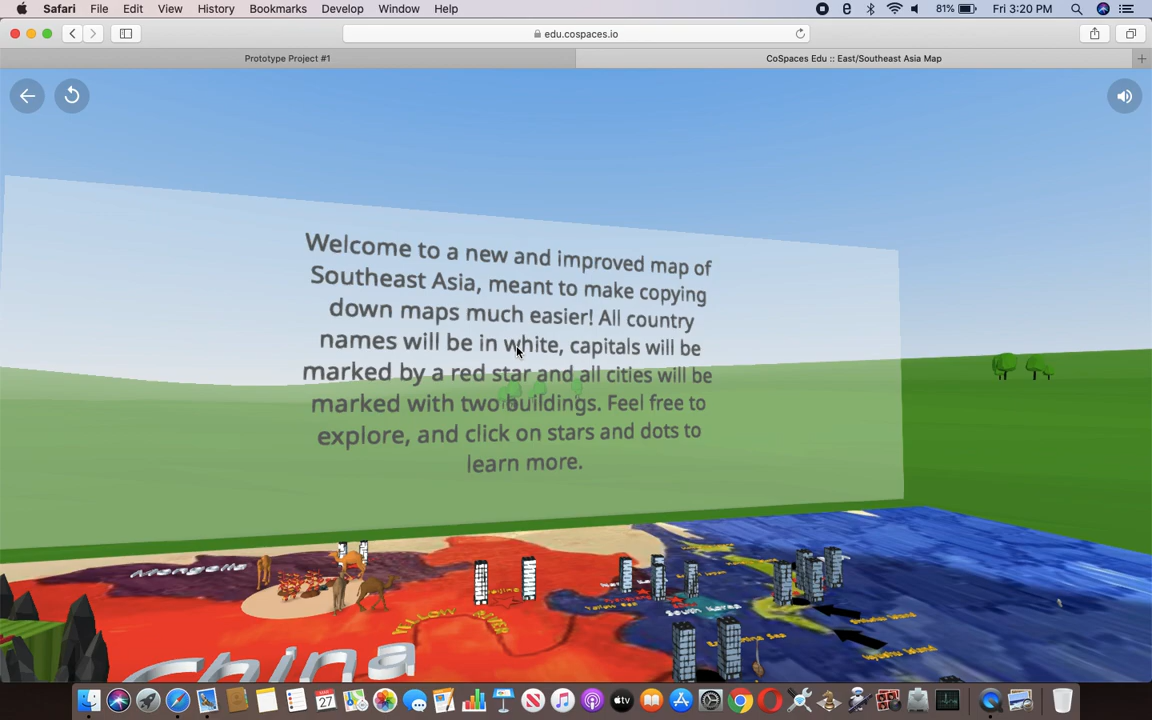 Safari File Edit View History Bookmarks Develop Window Help 81% Fri 3:20 PM
edu.cospaces.io
Prototype Project #1 CoSpaces Edu :: East/Southeast Asia Map
Welcome to a new and improved map of
Southeast Asia, meant to make copying
down maps much easier! All country
names will be in white, capitals will be
marked by a red star and all cities will be
marked with two buildings. Feel free to
explore, and click on stars and dots to
learn more.
Mongolia
YELLOW RIVER
South Korea
China